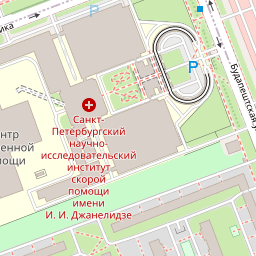 P
P
Будапештская у
Санкт-
Петербургский
научно-
исследовательский
институт
скорой
помощи
имени
И. И. Джанелидзе
нтр
енной
мощи